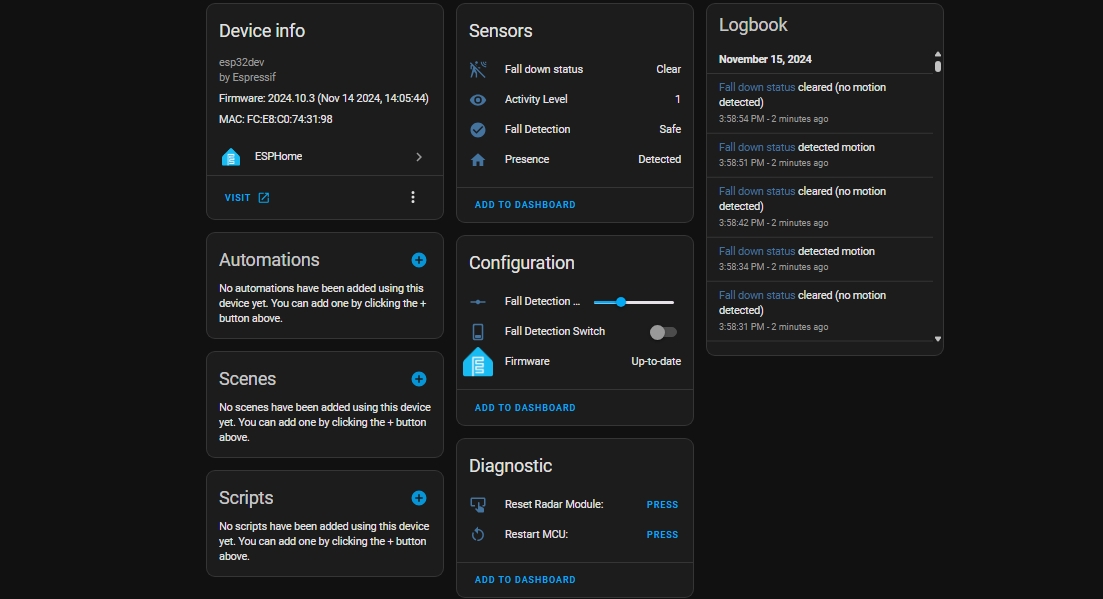 Device info
esp32dev
by Espressif
Firmware: 2024.10.3 (Nov 14 2024, 14:05:44)
MAC: FC:E8:C0:74:31:98
ESPHome
VISIT
Automations
No automations have been added using this
device yet. You can add one by clicking the +
button above.
Scenes
No scenes have been added using this device
yet. You can add one by clicking the + button
above.
Scripts
No scripts have been added using this device
yet. You can add one by clicking the + button
above.
Sensors
Fall down status Clear
Activity Level 1
Fall Detection Safe
Presence Detected
ADD TO DASHBOARD
Configuration
Fall Detection ...
Fall Detection Switch
Firmware Up-to-date
ADD TO DASHBOARD
Diagnostic
Reset Radar Module: PRESS
Restart MCU: PRESS
ADD TO DASHBOARD
Logbook
November 15, 2024
Fall down status cleared (no motion
detected)
3:58:54 PM - 2 minutes ago
Fall down status detected motion
3:58:51 PM - 2 minutes ago
Fall down status cleared (no motion
detected)
3:58:42 PM - 2 minutes ago
Fall down status detected motion
3:58:34 PM - 2 minutes ago
Fall down status cleared (no motion
detected)
3:58:31 PM - 2 minutes ago